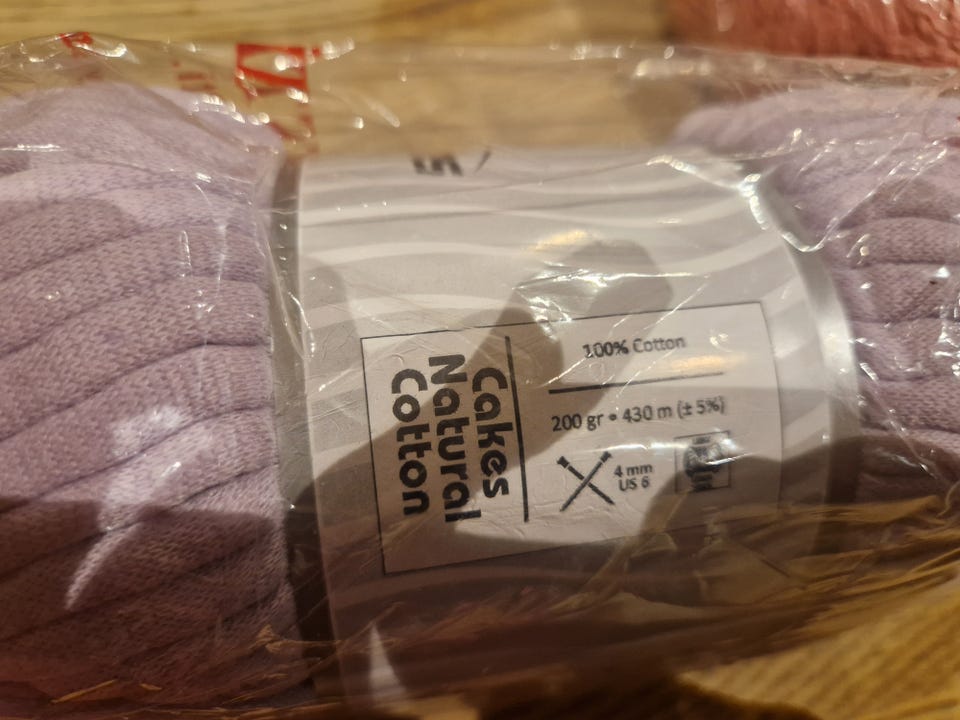 Cakes
Natural
Cotton
100% Cotton
200 gr • 430 m (± 5%)
4 mm
US 6